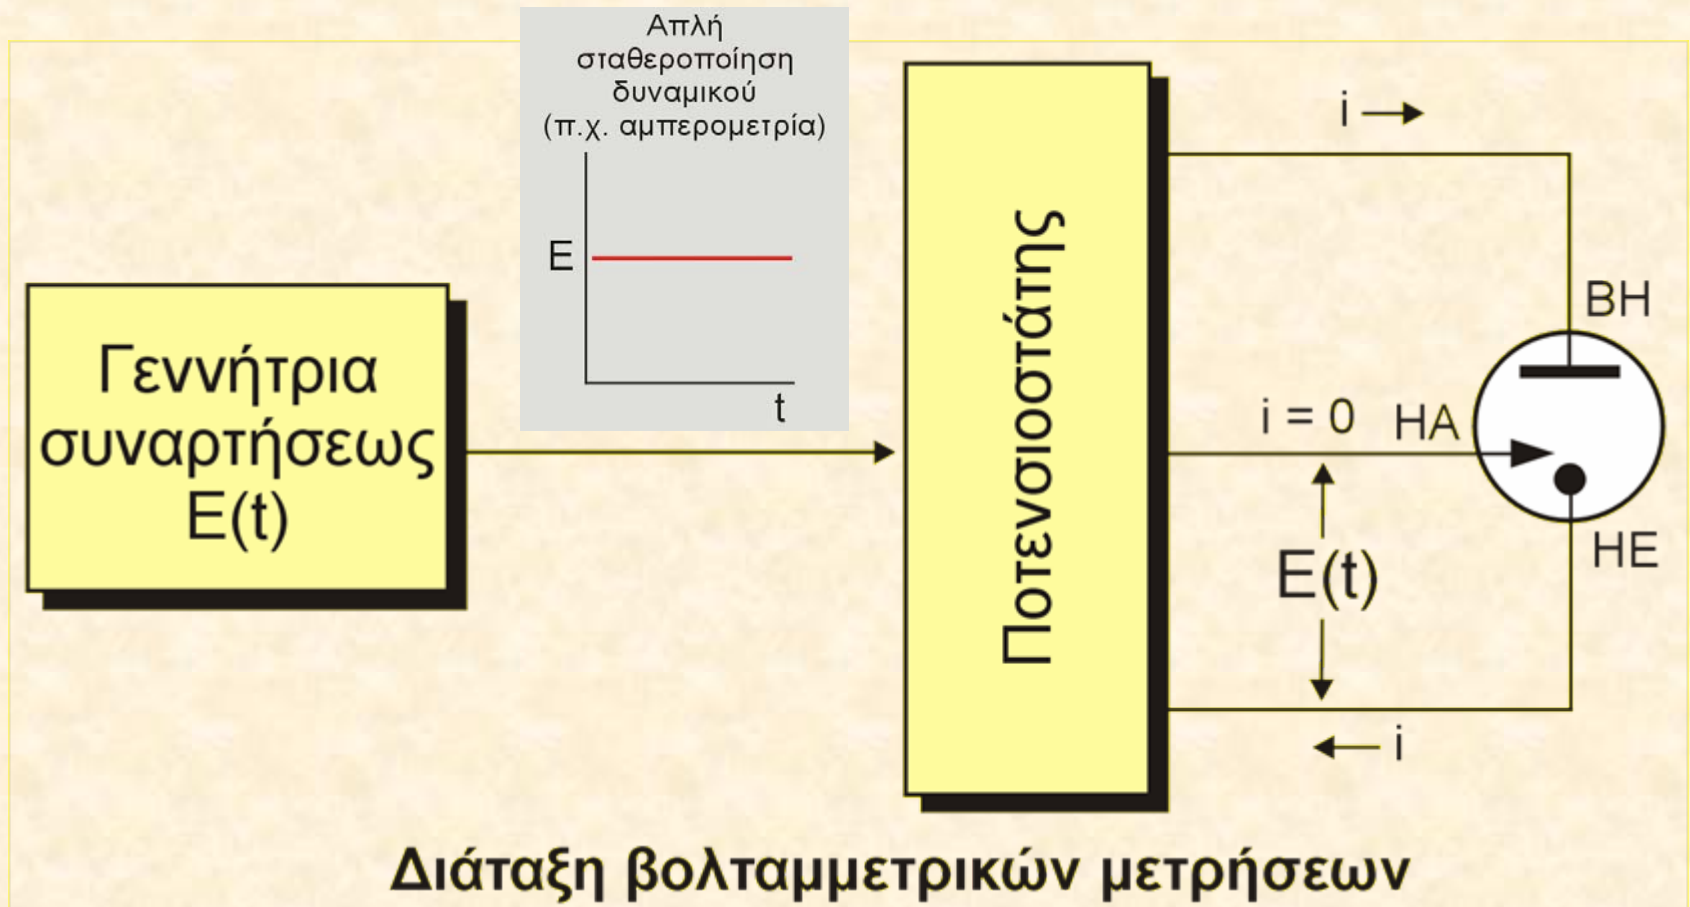 Απλή
σταθεροποίηση
δυναμικού
(π.χ. αμπερομετρία)
E
t
Γεννήτρια
συναρτήσεως
E(t)
Ποτενσιοστάτης
i
BH
i = 0 HA
E(t)
HE
i
Διάταξη βολταμμετρικών μετρήσεων